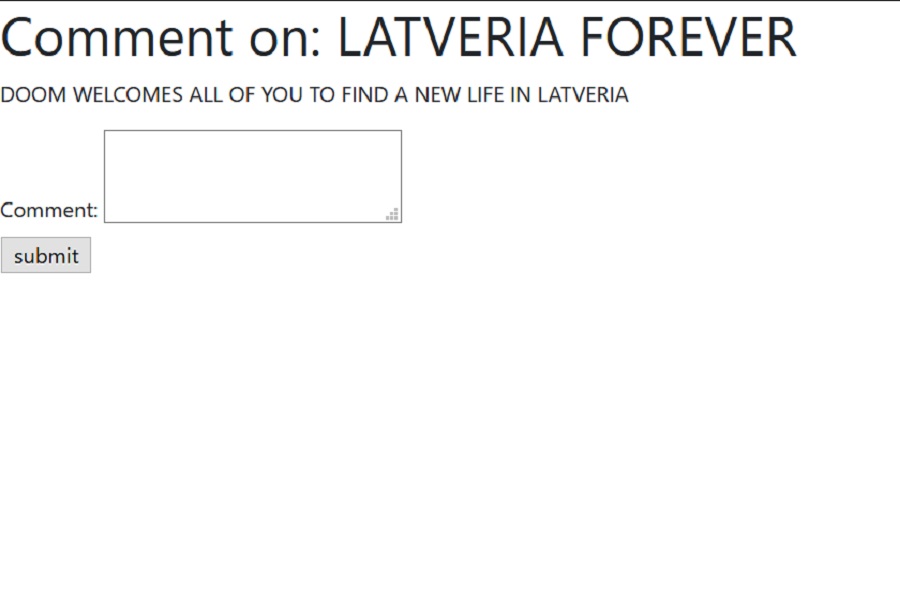 Comment on: LATVERIA FOREVER
DOOM WELCOMES ALL OF YOU TO FIND A NEW LIFE IN LATVERIA
Comment:
submit